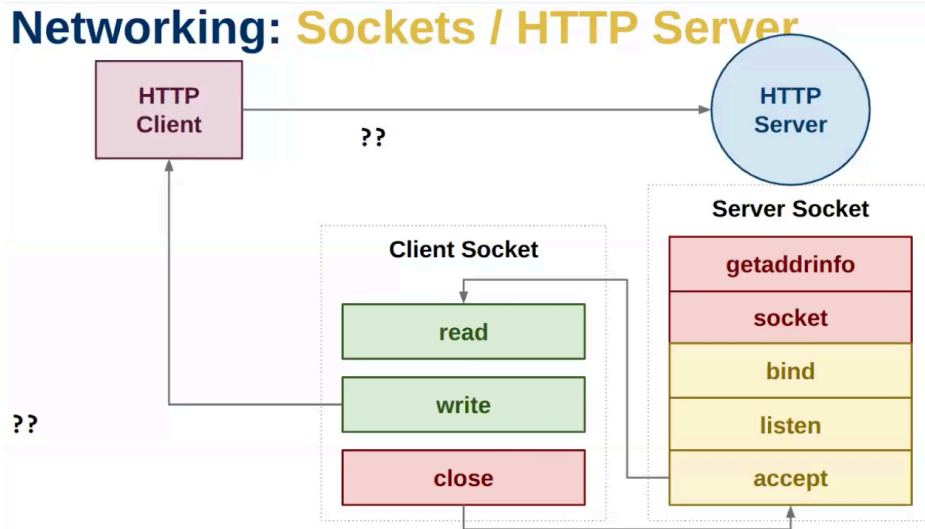 Networking: Sockets / HTTP Server
HTTP
Client
HTTP
Server
??
Server Socket
Client Socket
getaddrinfo
socket
read
bind
write
listen
??
close
accept